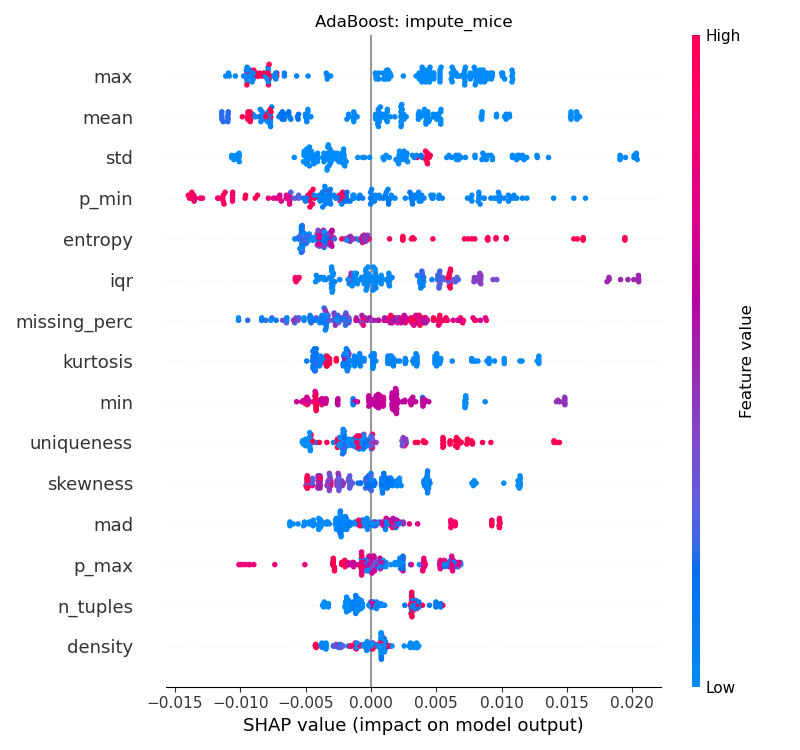 AdaBoost: impute_mice
High
max
mean
std
p_min
entropy
iqr
missing_perc
kurtosis
min
uniqueness
skewness
mad
p_max
n_tuples
density
Feature value
Low
−0.015 −0.010 −0.005 0.000 0.005 0.010 0.015 0.020
SHAP value (impact on model output)